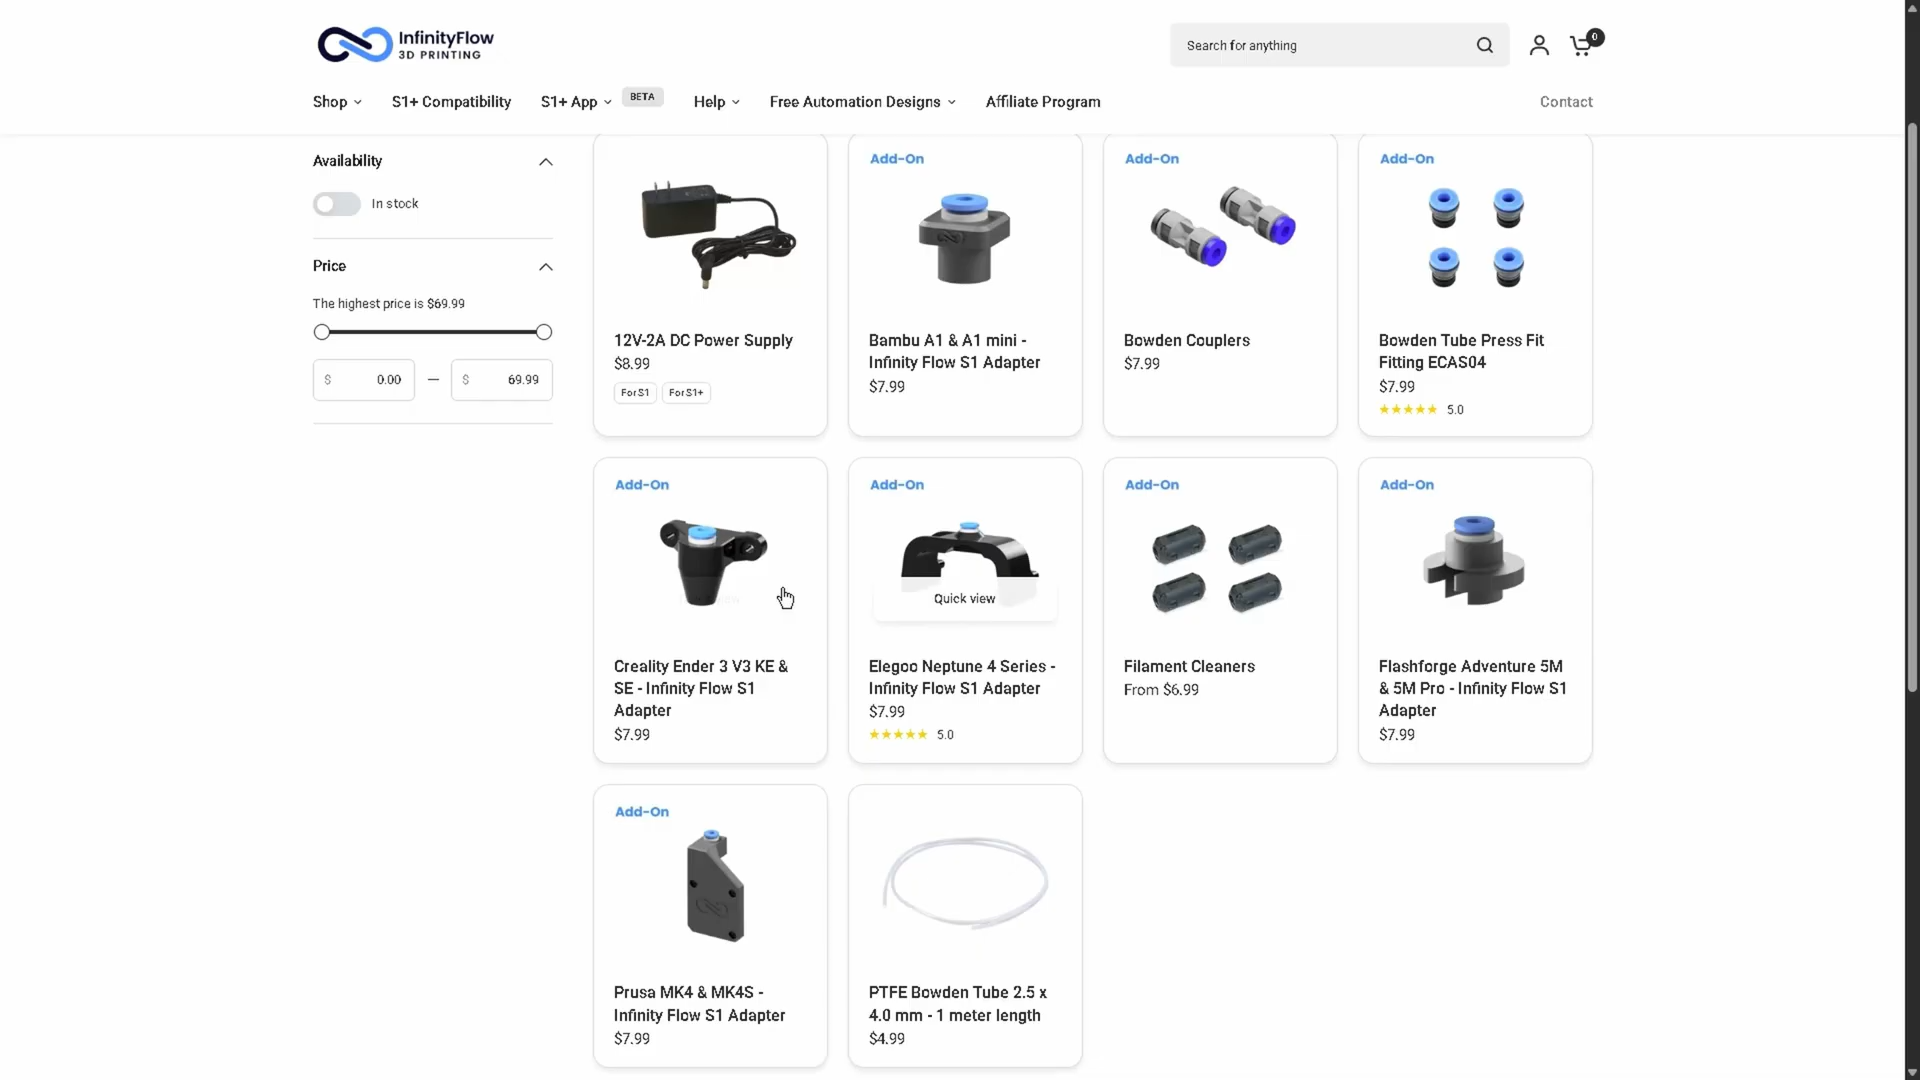 InfinityFlow
3D PRINTING
Search for anything
0
Shop
S1+ Compatibility
S1+ App
BETA
Help
Free Automation Designs
Affiliate Program
Contact
Availability
In stock
Price
The highest price is $69.99
$ 0.00
—
$ 69.99
12V-2A DC Power Supply
$8.99
For S1
For S1+
Add-On
Bambu A1 & A1 mini -
Infinity Flow S1 Adapter
$7.99
Add-On
Bowden Couplers
$7.99
Add-On
Bowden Tube Press Fit
Fitting ECAS04
$7.99
★★★★★ 5.0
Add-On
Creality Ender 3 V3 KE &
SE - Infinity Flow S1
Adapter
$7.99
Add-On
Quick view
Elegoo Neptune 4 Series -
Infinity Flow S1 Adapter
$7.99
★★★★★ 5.0
Add-On
Filament Cleaners
From $6.99
Add-On
Flashforge Adventure 5M
& 5M Pro - Infinity Flow S1
Adapter
$7.99
Add-On
Prusa MK4 & MK4S -
Infinity Flow S1 Adapter
$7.99
PTFE Bowden Tube 2.5 x
4.0 mm - 1 meter length
$4.99